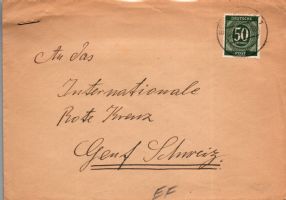 DEUTSCHE
50
POST
An das
Internationale
Rote Kreuz
Genf Schweiz.
EF